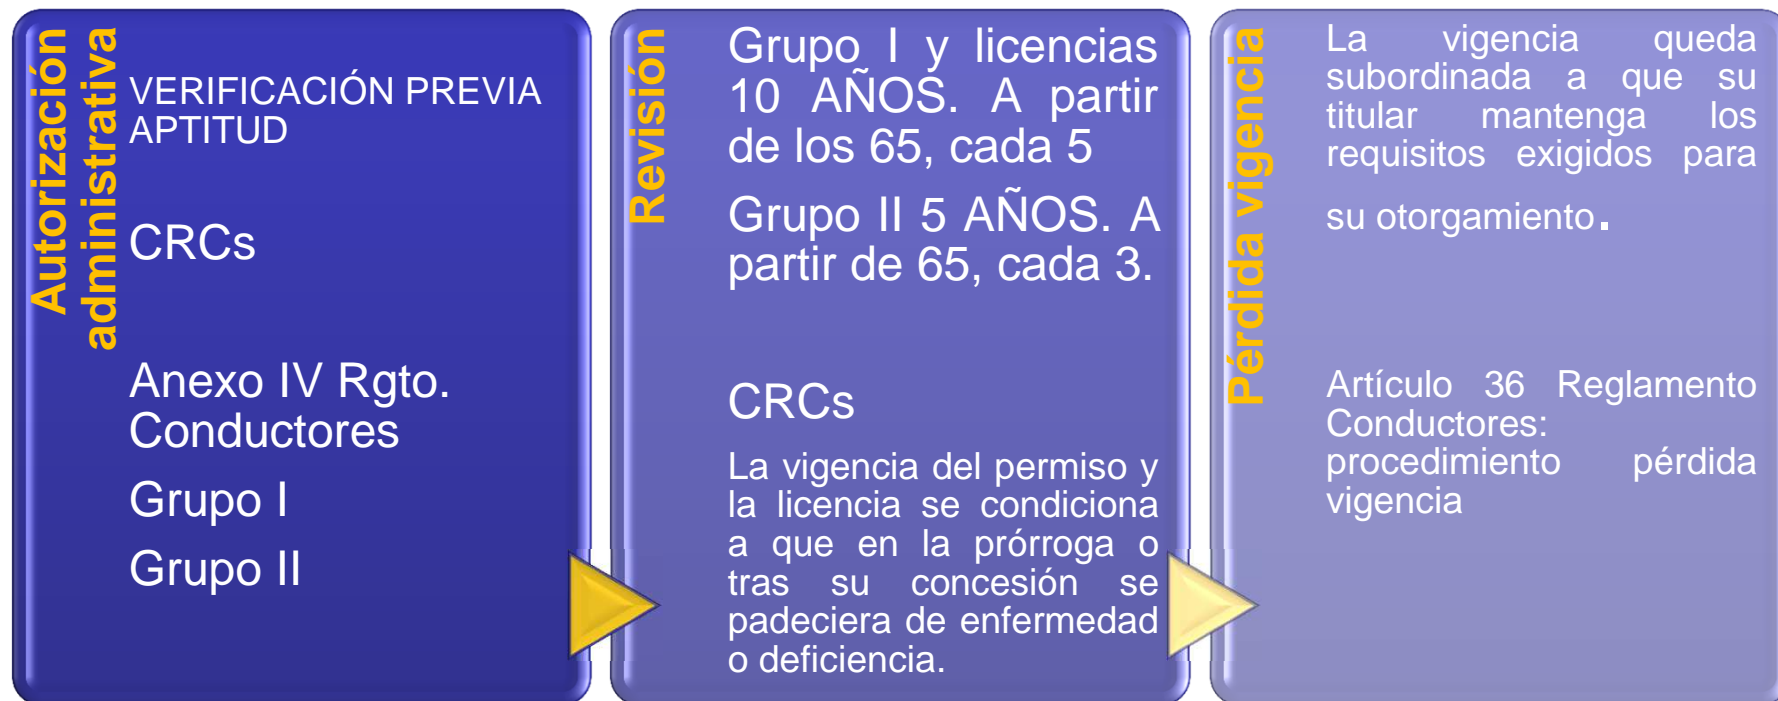 Autorización
administrativa
VERIFICACIÓN PREVIA
APTITUD
CRCs
Anexo IV Rgto.
Conductores
Grupo I
Grupo II
Revisión
Grupo I y licencias
10 AÑOS. A partir
de los 65, cada 5
Grupo II 5 AÑOS. A
partir de 65, cada 3.
CRCs
La vigencia del permiso y
la licencia se condiciona
a que en la prórroga o
tras su concesión se
padeciera de enfermedad
o deficiencia.
Pérdida vigencia
La vigencia queda
subordinada a que su
titular mantenga los
requisitos exigidos para
su otorgamiento.
Artículo 36 Reglamento
Conductores:
procedimiento pérdida
vigencia